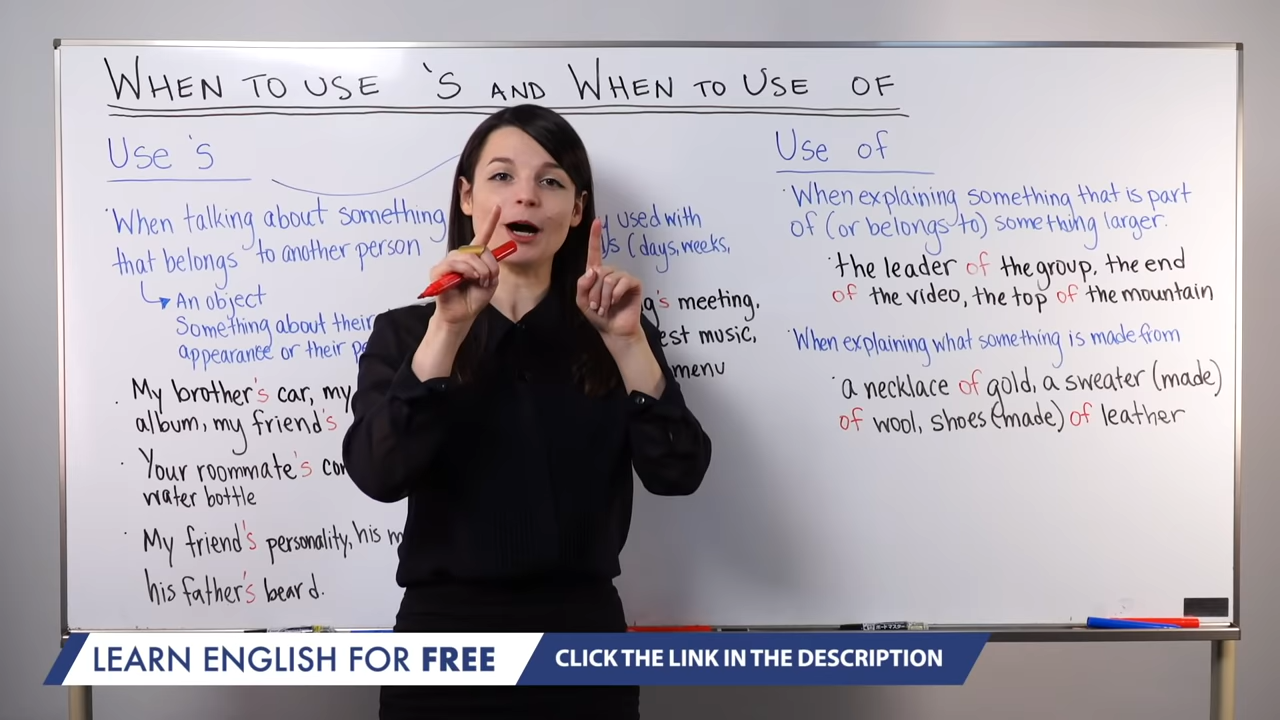 WHEN TO USE 'S AND WHEN TO USE OF
Use 's
When talking about something
that belongs to another person
An object
Something about their
appearance or their
My brother's car, my
album, my friend's
Your roommate's
water bottle
My friend's personality, his
his father's beard.
used with
(days, weeks,
meeting,
music,
menu
Use of
When explaining something that is part
of (or belongs to) something larger.
the leader of the group, the end
of the video, the top of the mountain
When explaining what something is made from
a necklace of gold, a sweater (made)
of wool, shoes (made) of leather
LEARN ENGLISH FOR FREE
CLICK THE LINK IN THE DESCRIPTION